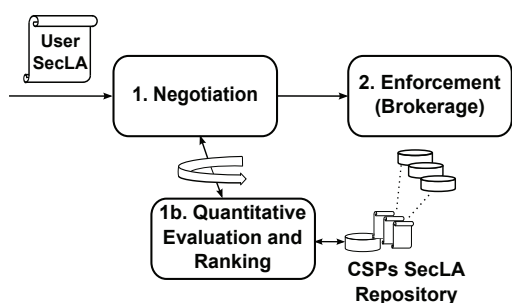 User
SecLA
1. Negotiation
2. Enforcement
(Brokerage)
1b. Quantitative
Evaluation and
Ranking
CSPs SecLA
Repository